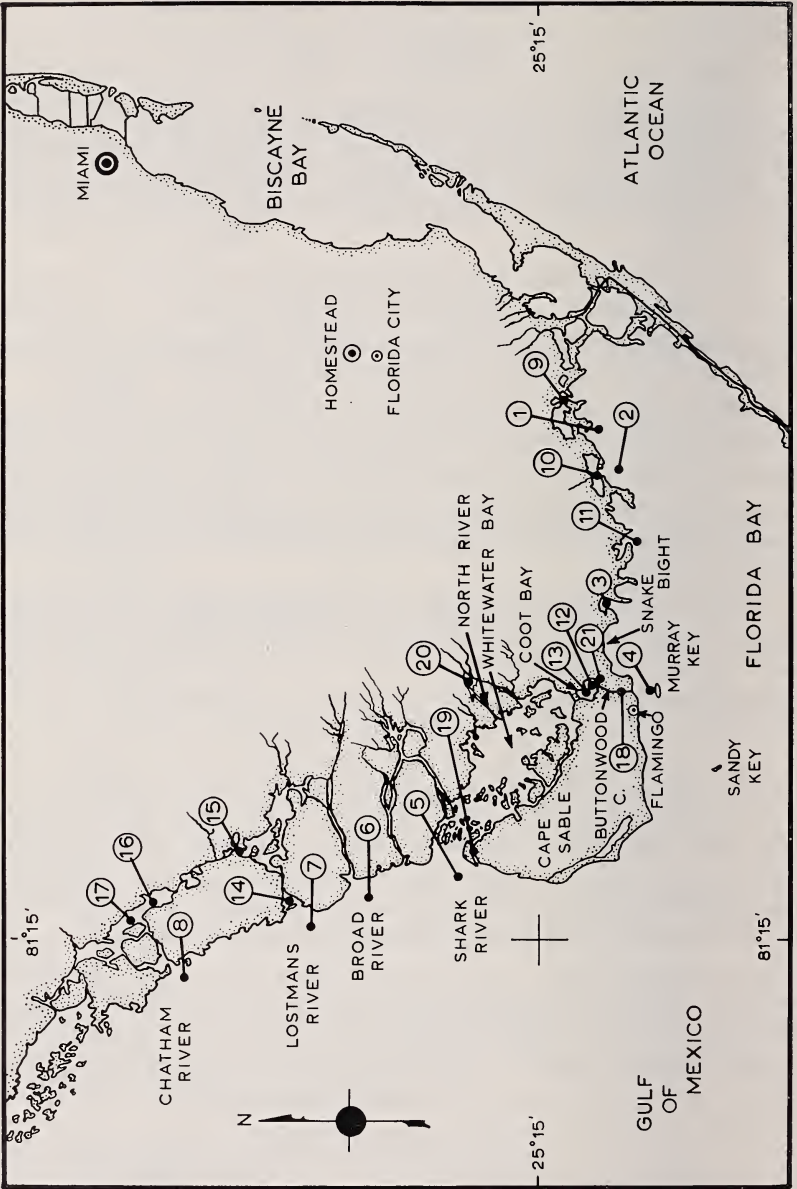 81°15'
25°15'
MIAMI
BISCAYNE
BAY
ATLANTIC
OCEAN
HOMESTEAD
FLORIDA CITY
17
16
15
8
CHATHAM
RIVER
14
7
LOSTMANS
RIVER
6
BROAD
RIVER
5
SHARK
RIVER
19
20
NORTH RIVER
WHITEWATER BAY
COOT BAY
13
12
21
CAPE
SABLE
BUTTONWOOD
C.
18
FLAMINGO
4
MURRAY
KEY
SNAKE
BIGHT
3
11
10
1
9
2
SANDY
KEY
FLORIDA BAY
N
GULF
OF
MEXICO
25°15'
81°15'